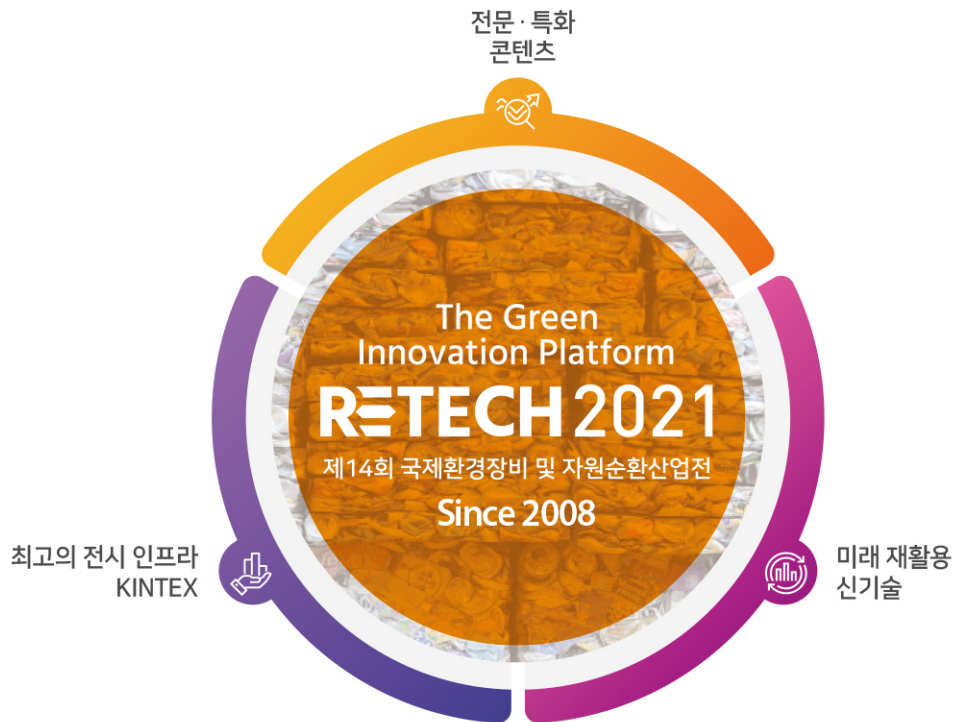 전문·특화
콘텐츠
The Green
Innovation Platform
RETECH 2021
제14회 국제환경장비 및 자원순환산업전
Since 2008
최고의 전시 인프라
KINTEX
미래 재활용
신기술